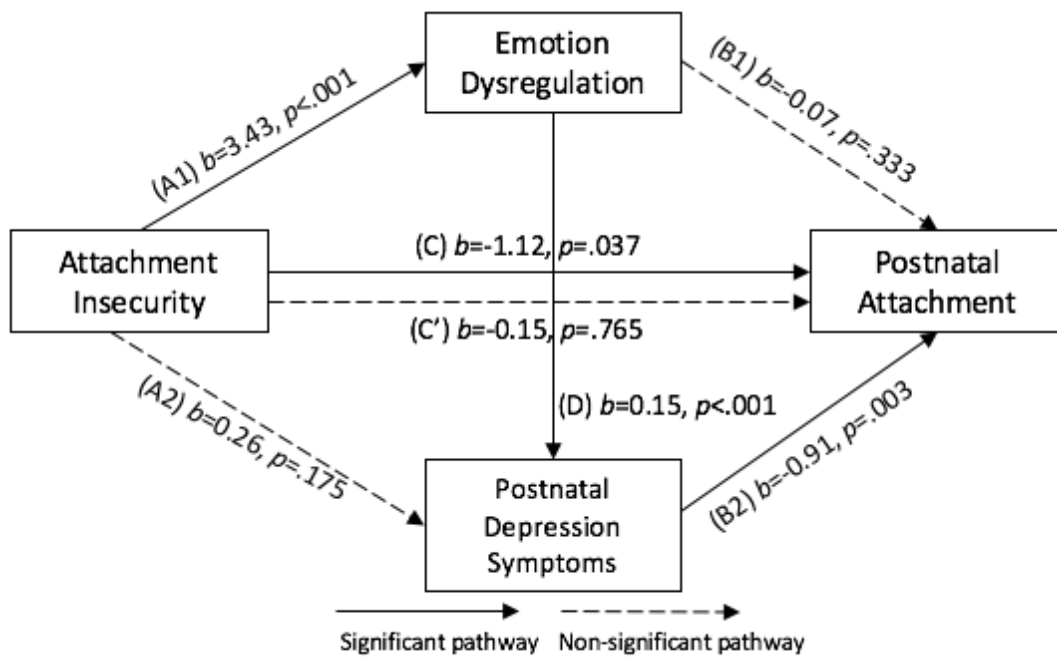 Emotion
Dysregulation
(A1) b=3.43, p<.001
(B1) b=-0.07, p=.333
Attachment
Insecurity
(C) b=-1.12, p=.037
(C’) b=-0.15, p=.765
Postnatal
Attachment
(A2) b=0.26, p=.175
(D) b=0.15, p<.001
(B2) b=-0.91, p=.003
Postnatal
Depression
Symptoms
Significant pathway
Non-significant pathway